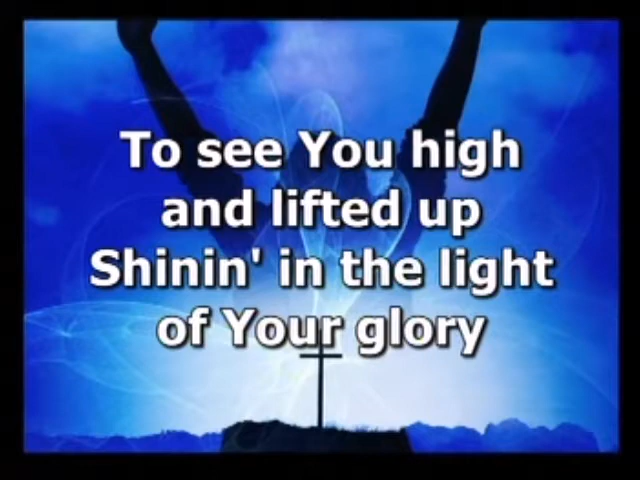 To see You high
and lifted up
Shinin' in the light
of Your glory